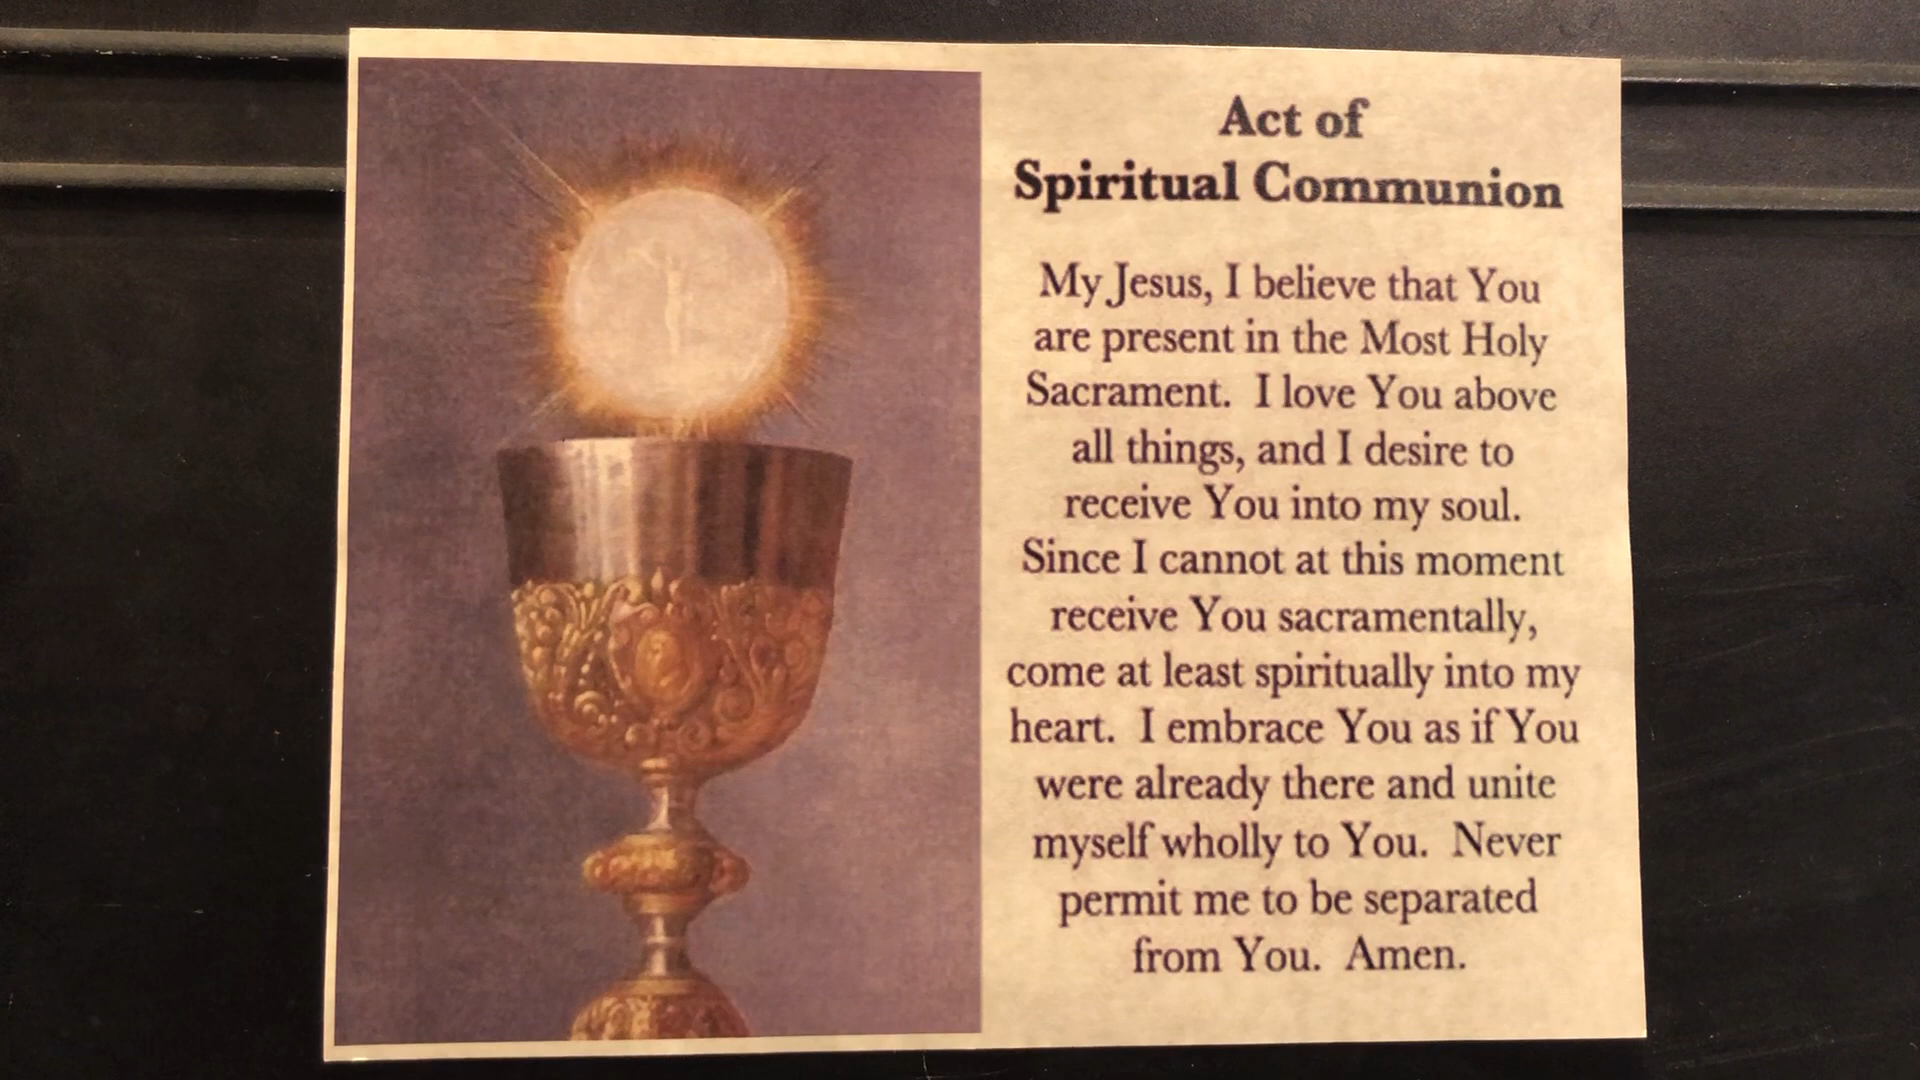 Act of
Spiritual Communion
My Jesus, I believe that You
are present in the Most Holy
Sacrament.  I love You above
all things, and I desire to
receive You into my soul.
Since I cannot at this moment
receive You sacramentally,
come at least spiritually into my
heart.  I embrace You as if You
were already there and unite
myself wholly to You.  Never
permit me to be separated
from You.  Amen.